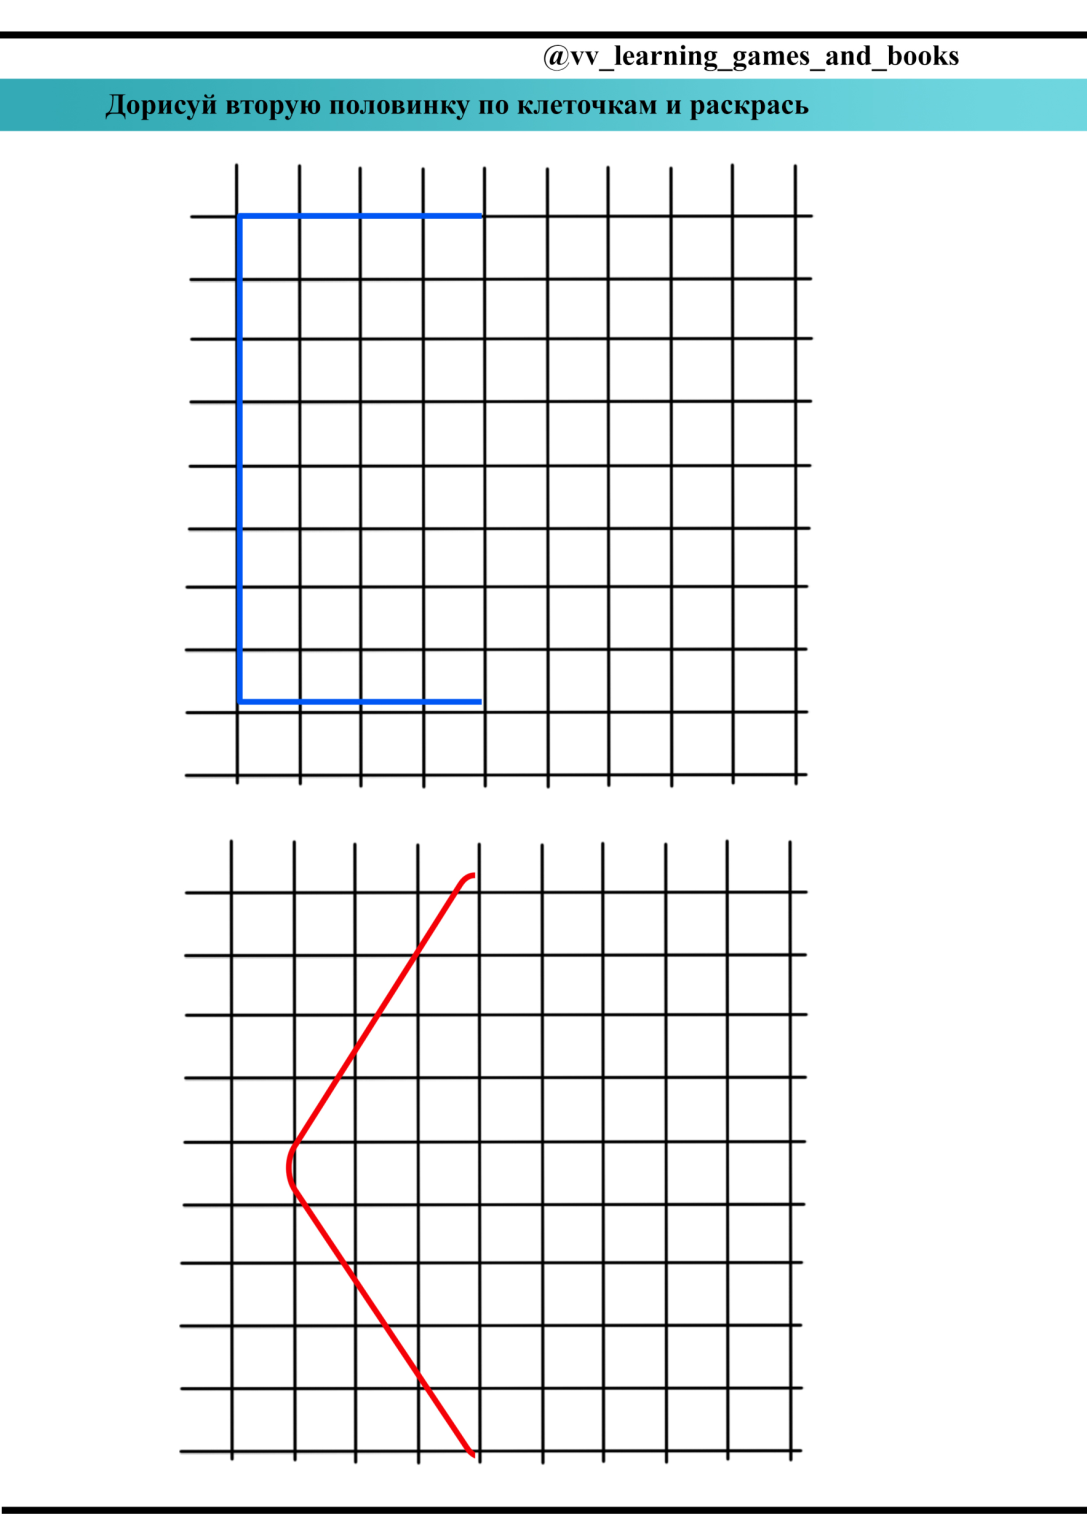 @vv_learning_games_and_books
Дорисуй вторую половинку по клеточкам и раскрась